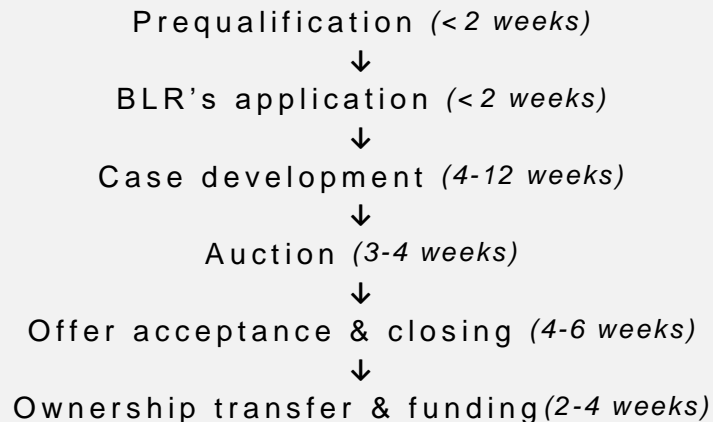 Prequalification (< 2 weeks)
↓
BLR’s application (< 2 weeks)
↓
Case development (4-12 weeks)
↓
Auction (3-4 weeks)
↓
Offer acceptance & closing (4-6 weeks)
↓
Ownership transfer & funding(2-4 weeks)